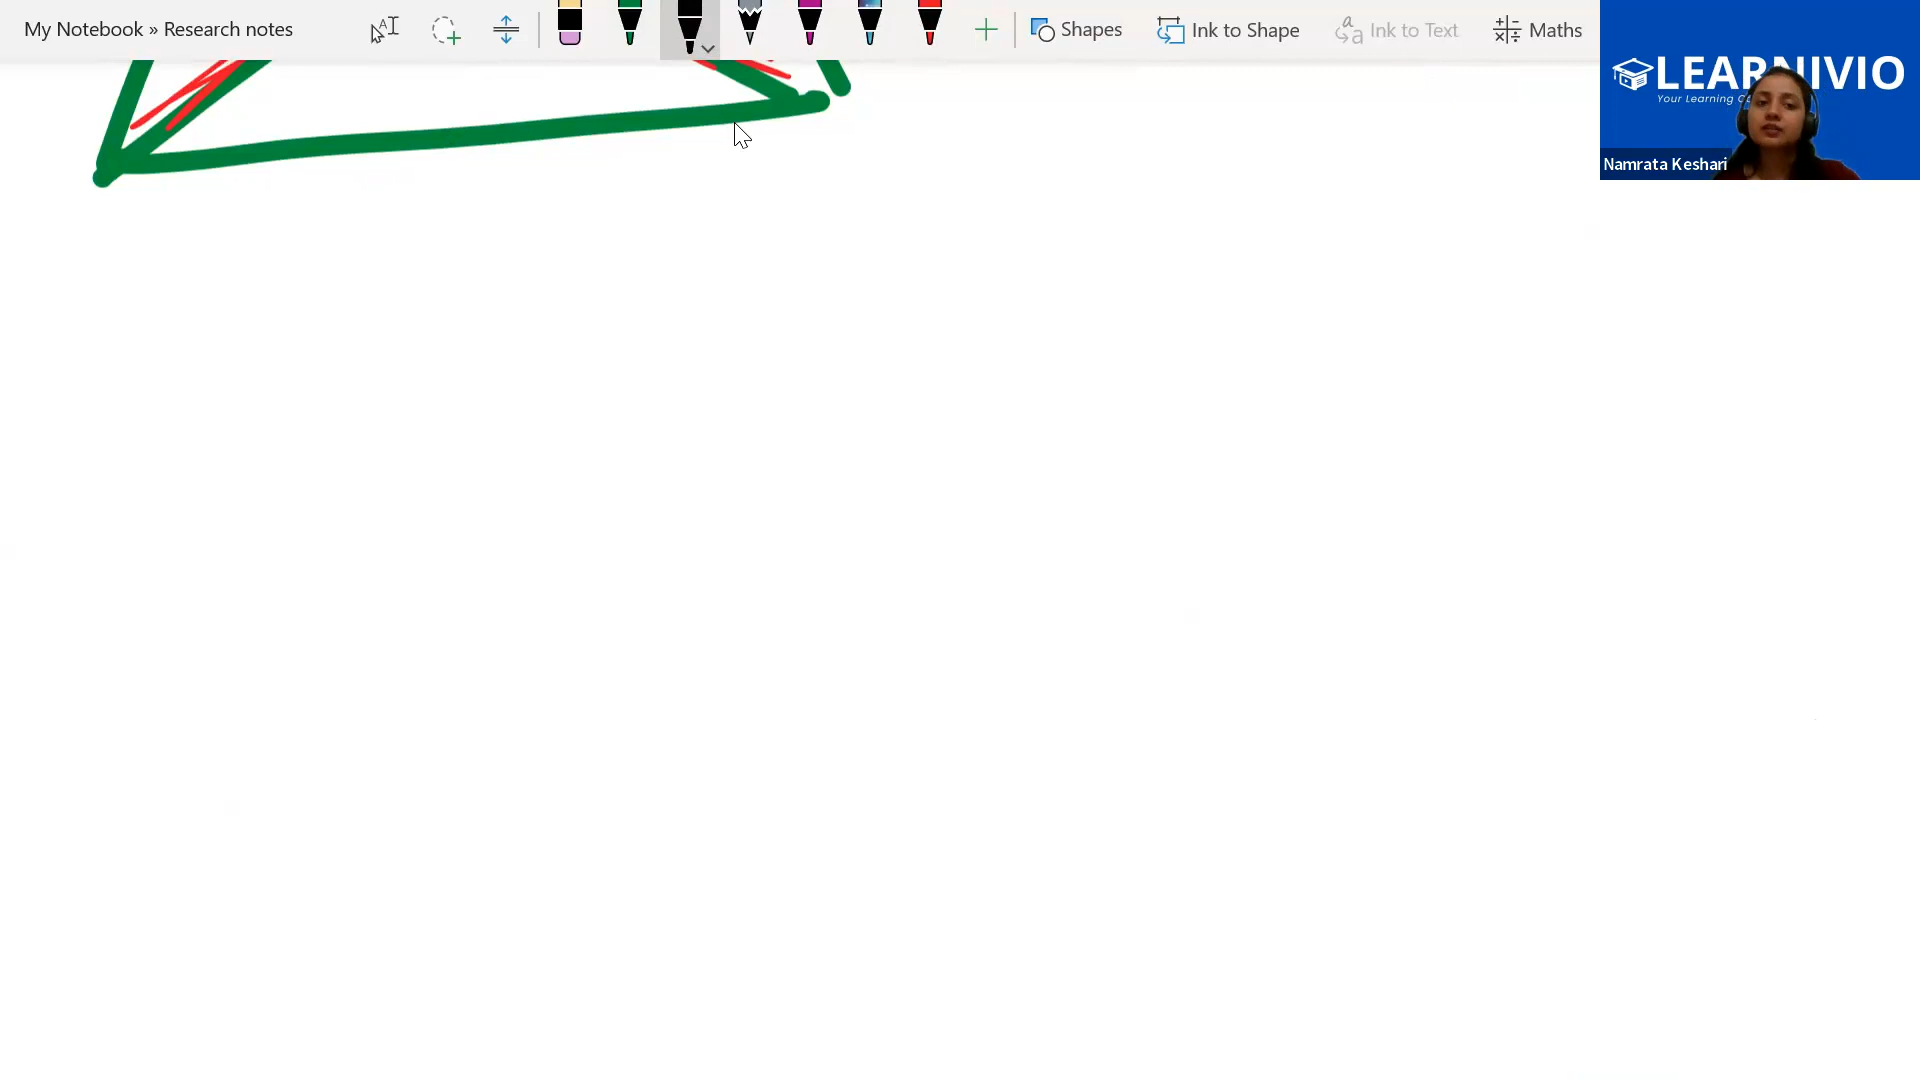 My Notebook » Research notes
Shapes
Ink to Shape
Ink to Text
Maths
LEARNIVIO
Your Learning
Namrata Keshari